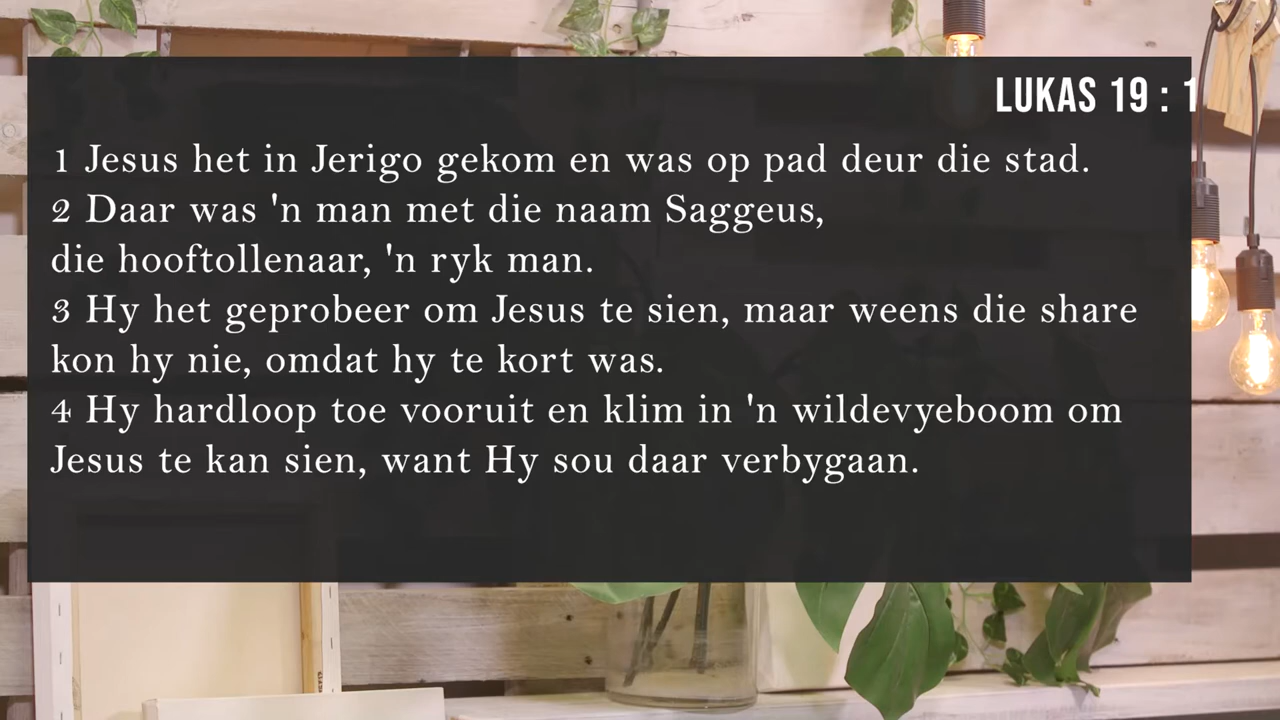 LUKAS 19 : 1
1 Jesus het in Jerigo gekom en was op pad deur die stad.
2 Daar was 'n man met die naam Saggeus,
die hooftollenaar, 'n ryk man.
3 Hy het geprobeer om Jesus te sien, maar weens die share
kon hy nie, omdat hy te kort was.
4 Hy hardloop toe vooruit en klim in 'n wildevyeboom om
Jesus te kan sien, want Hy sou daar verbygaan.